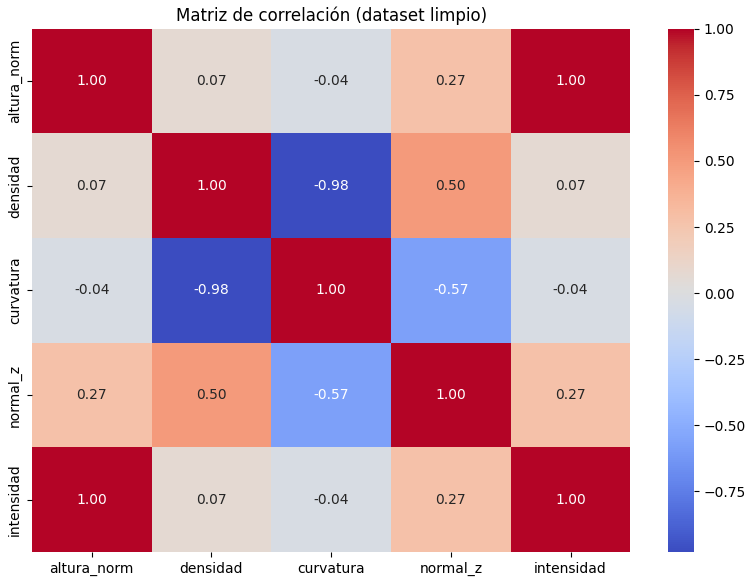 Matriz de correlación (dataset limpio)
altura_norm 1.00 0.07 -0.04 0.27 1.00
densidad 0.07 1.00 -0.98 0.50 0.07
curvatura -0.04 -0.98 1.00 -0.57 -0.04
normal_z 0.27 0.50 -0.57 1.00 0.27
intensidad 1.00 0.07 -0.04 0.27 1.00
altura_norm densidad curvatura normal_z intensidad
1.00
0.75
0.50
0.25
0.00
−0.25
−0.50
−0.75